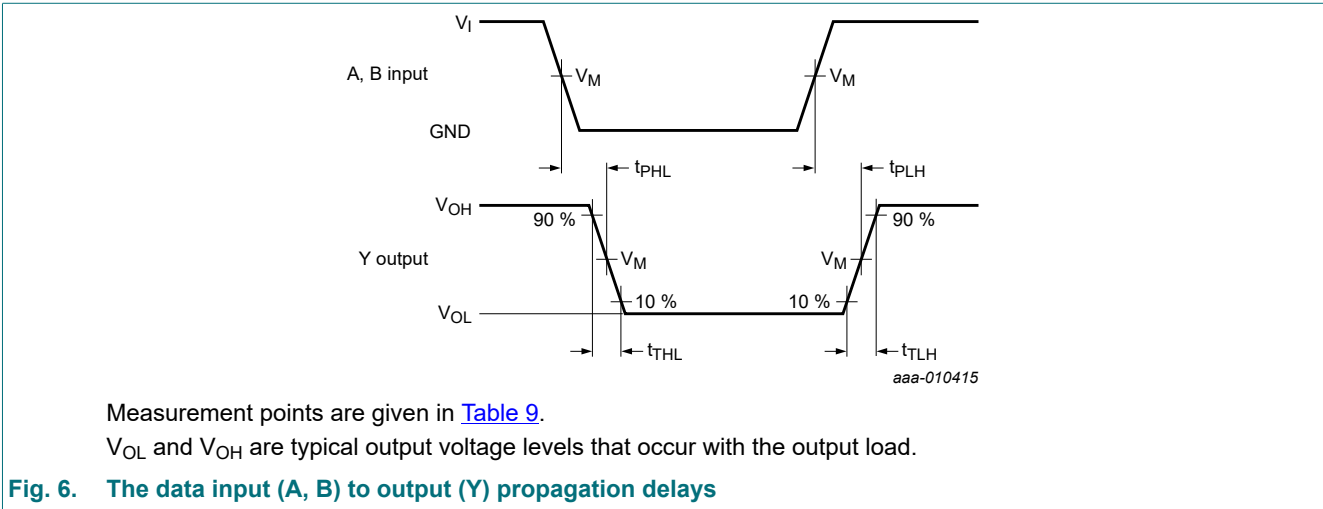 VI
A, B input
VM
VM
GND
tPHL
tPLH
VOH
90 %
90 %
Y output
VM
VM
10 %
10 %
VOL
tTHL
tTLH
aaa-010415
Measurement points are given in Table 9.
VOL and VOH are typical output voltage levels that occur with the output load.
Fig. 6. The data input (A, B) to output (Y) propagation delays